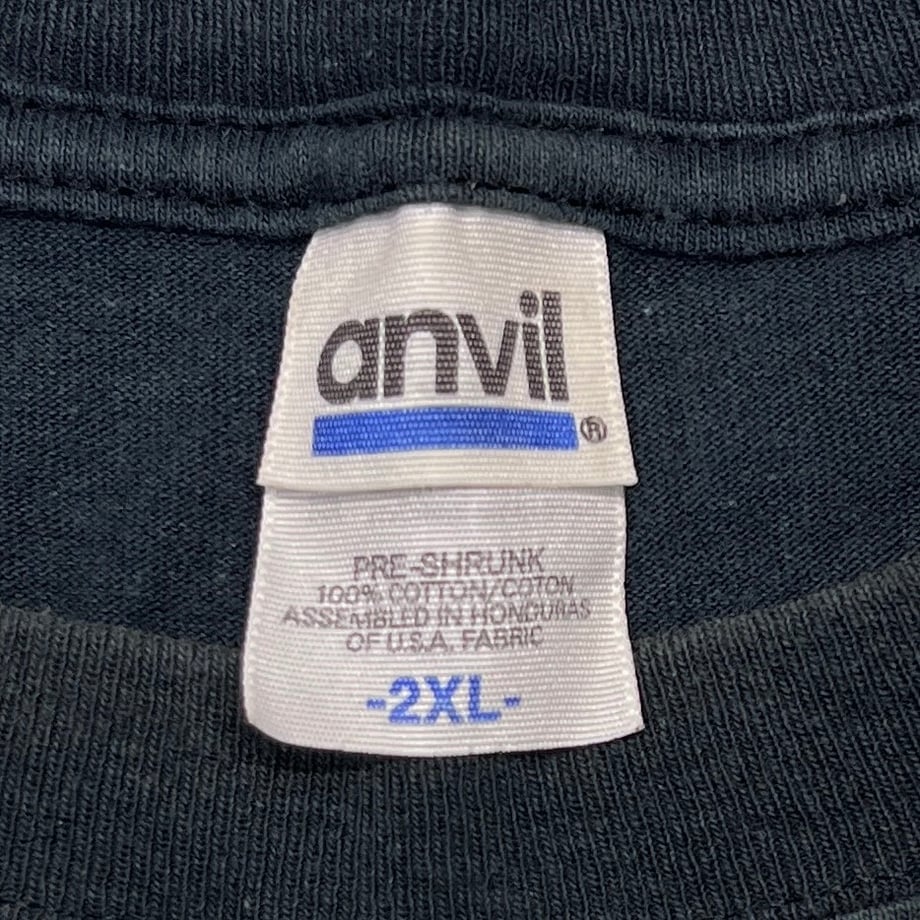 anvil
®
PRE-SHRUNK
100% COTTON/COTON
ASSEMBLED IN HONDURAS
OF U.S.A. FABRIC
-2XL-